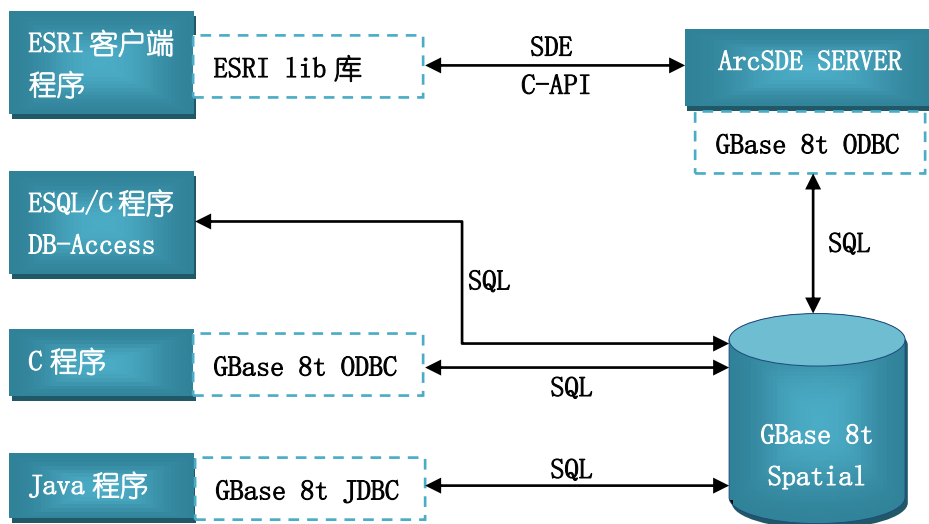 ESRI 客户端
程序
ESRI lib 库
SDE
C-API
ArcSDE SERVER
GBase 8t ODBC
SQL
ESQL/C 程序
DB-Access
SQL
C 程序
GBase 8t ODBC
SQL
Java 程序
GBase 8t JDBC
SQL
GBase 8t
Spatial